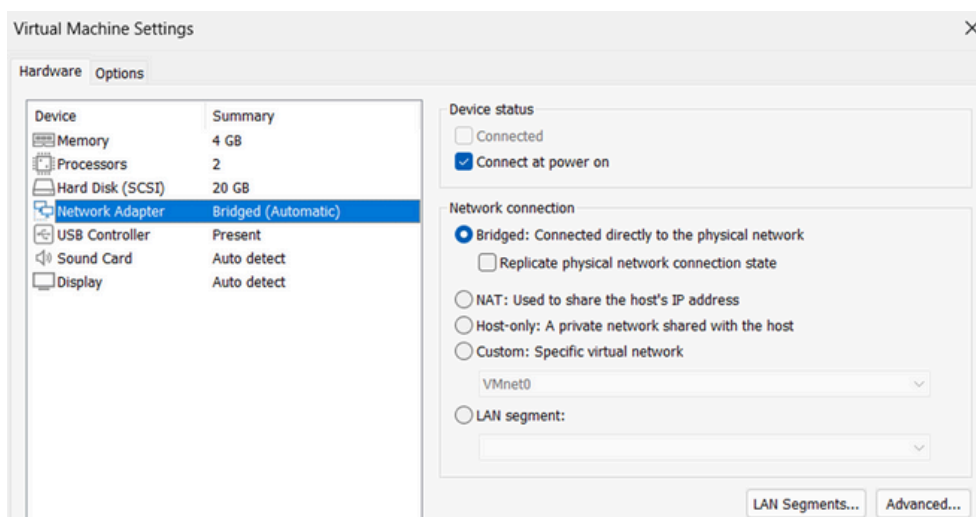 Virtual Machine Settings
Hardware Options
Device Summary
Memory 4 GB
Processors 2
Hard Disk (SCSI) 20 GB
Network Adapter Bridged (Automatic)
USB Controller Present
Sound Card Auto detect
Display Auto detect
Device status
Connected
Connect at power on
Network connection
Bridged: Connected directly to the physical network
Replicate physical network connection state
NAT: Used to share the host's IP address
Host-only: A private network shared with the host
Custom: Specific virtual network
VMnet0
LAN segment:
LAN Segments... Advanced...